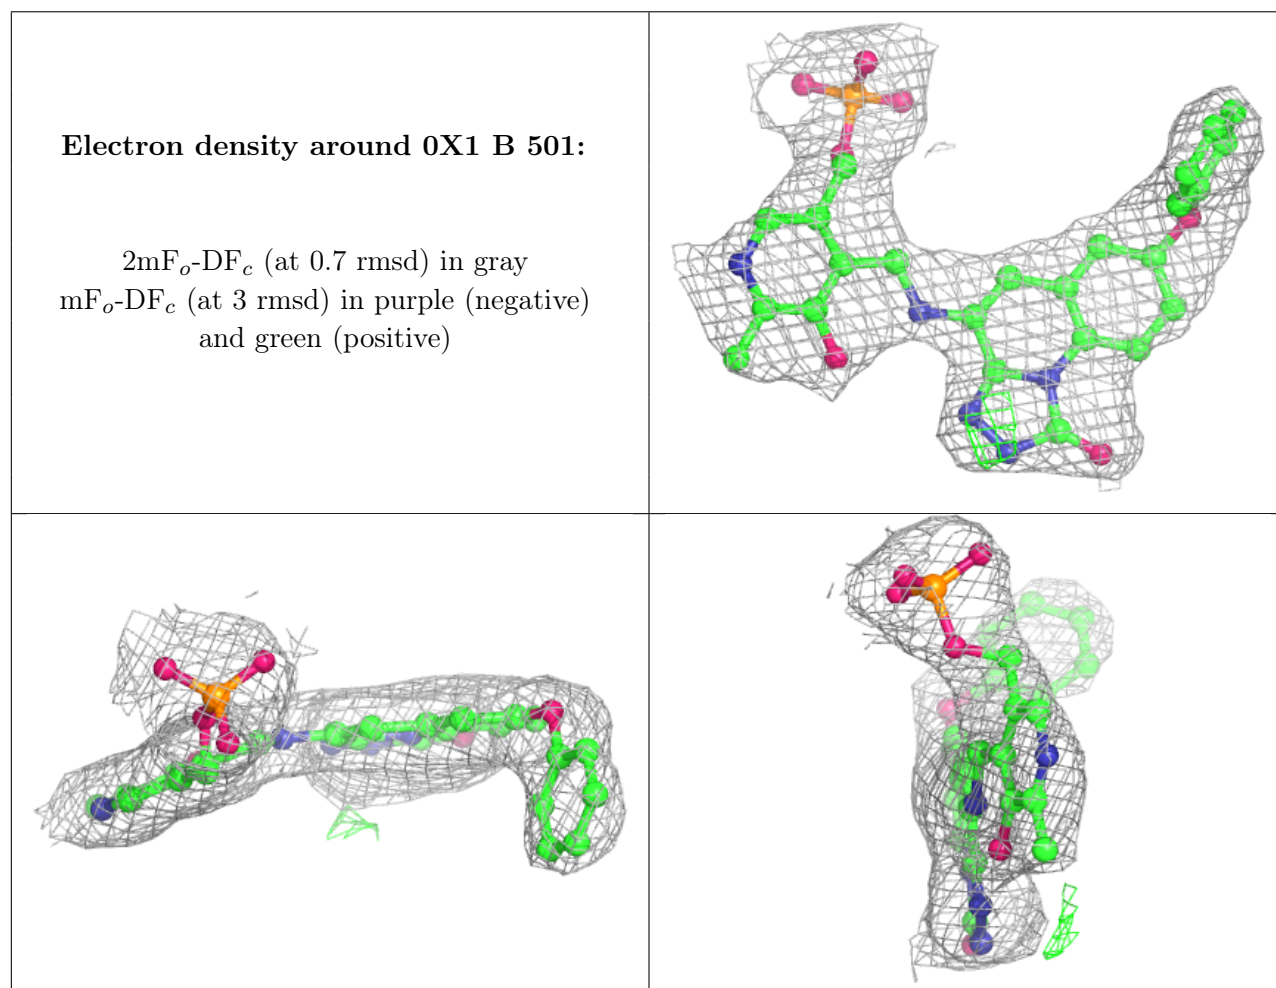 Electron density around 0X1 B 501:
2mFo-DFc (at 0.7 rmsd) in gray
mFo-DFc (at 3 rmsd) in purple (negative)
and green (positive)